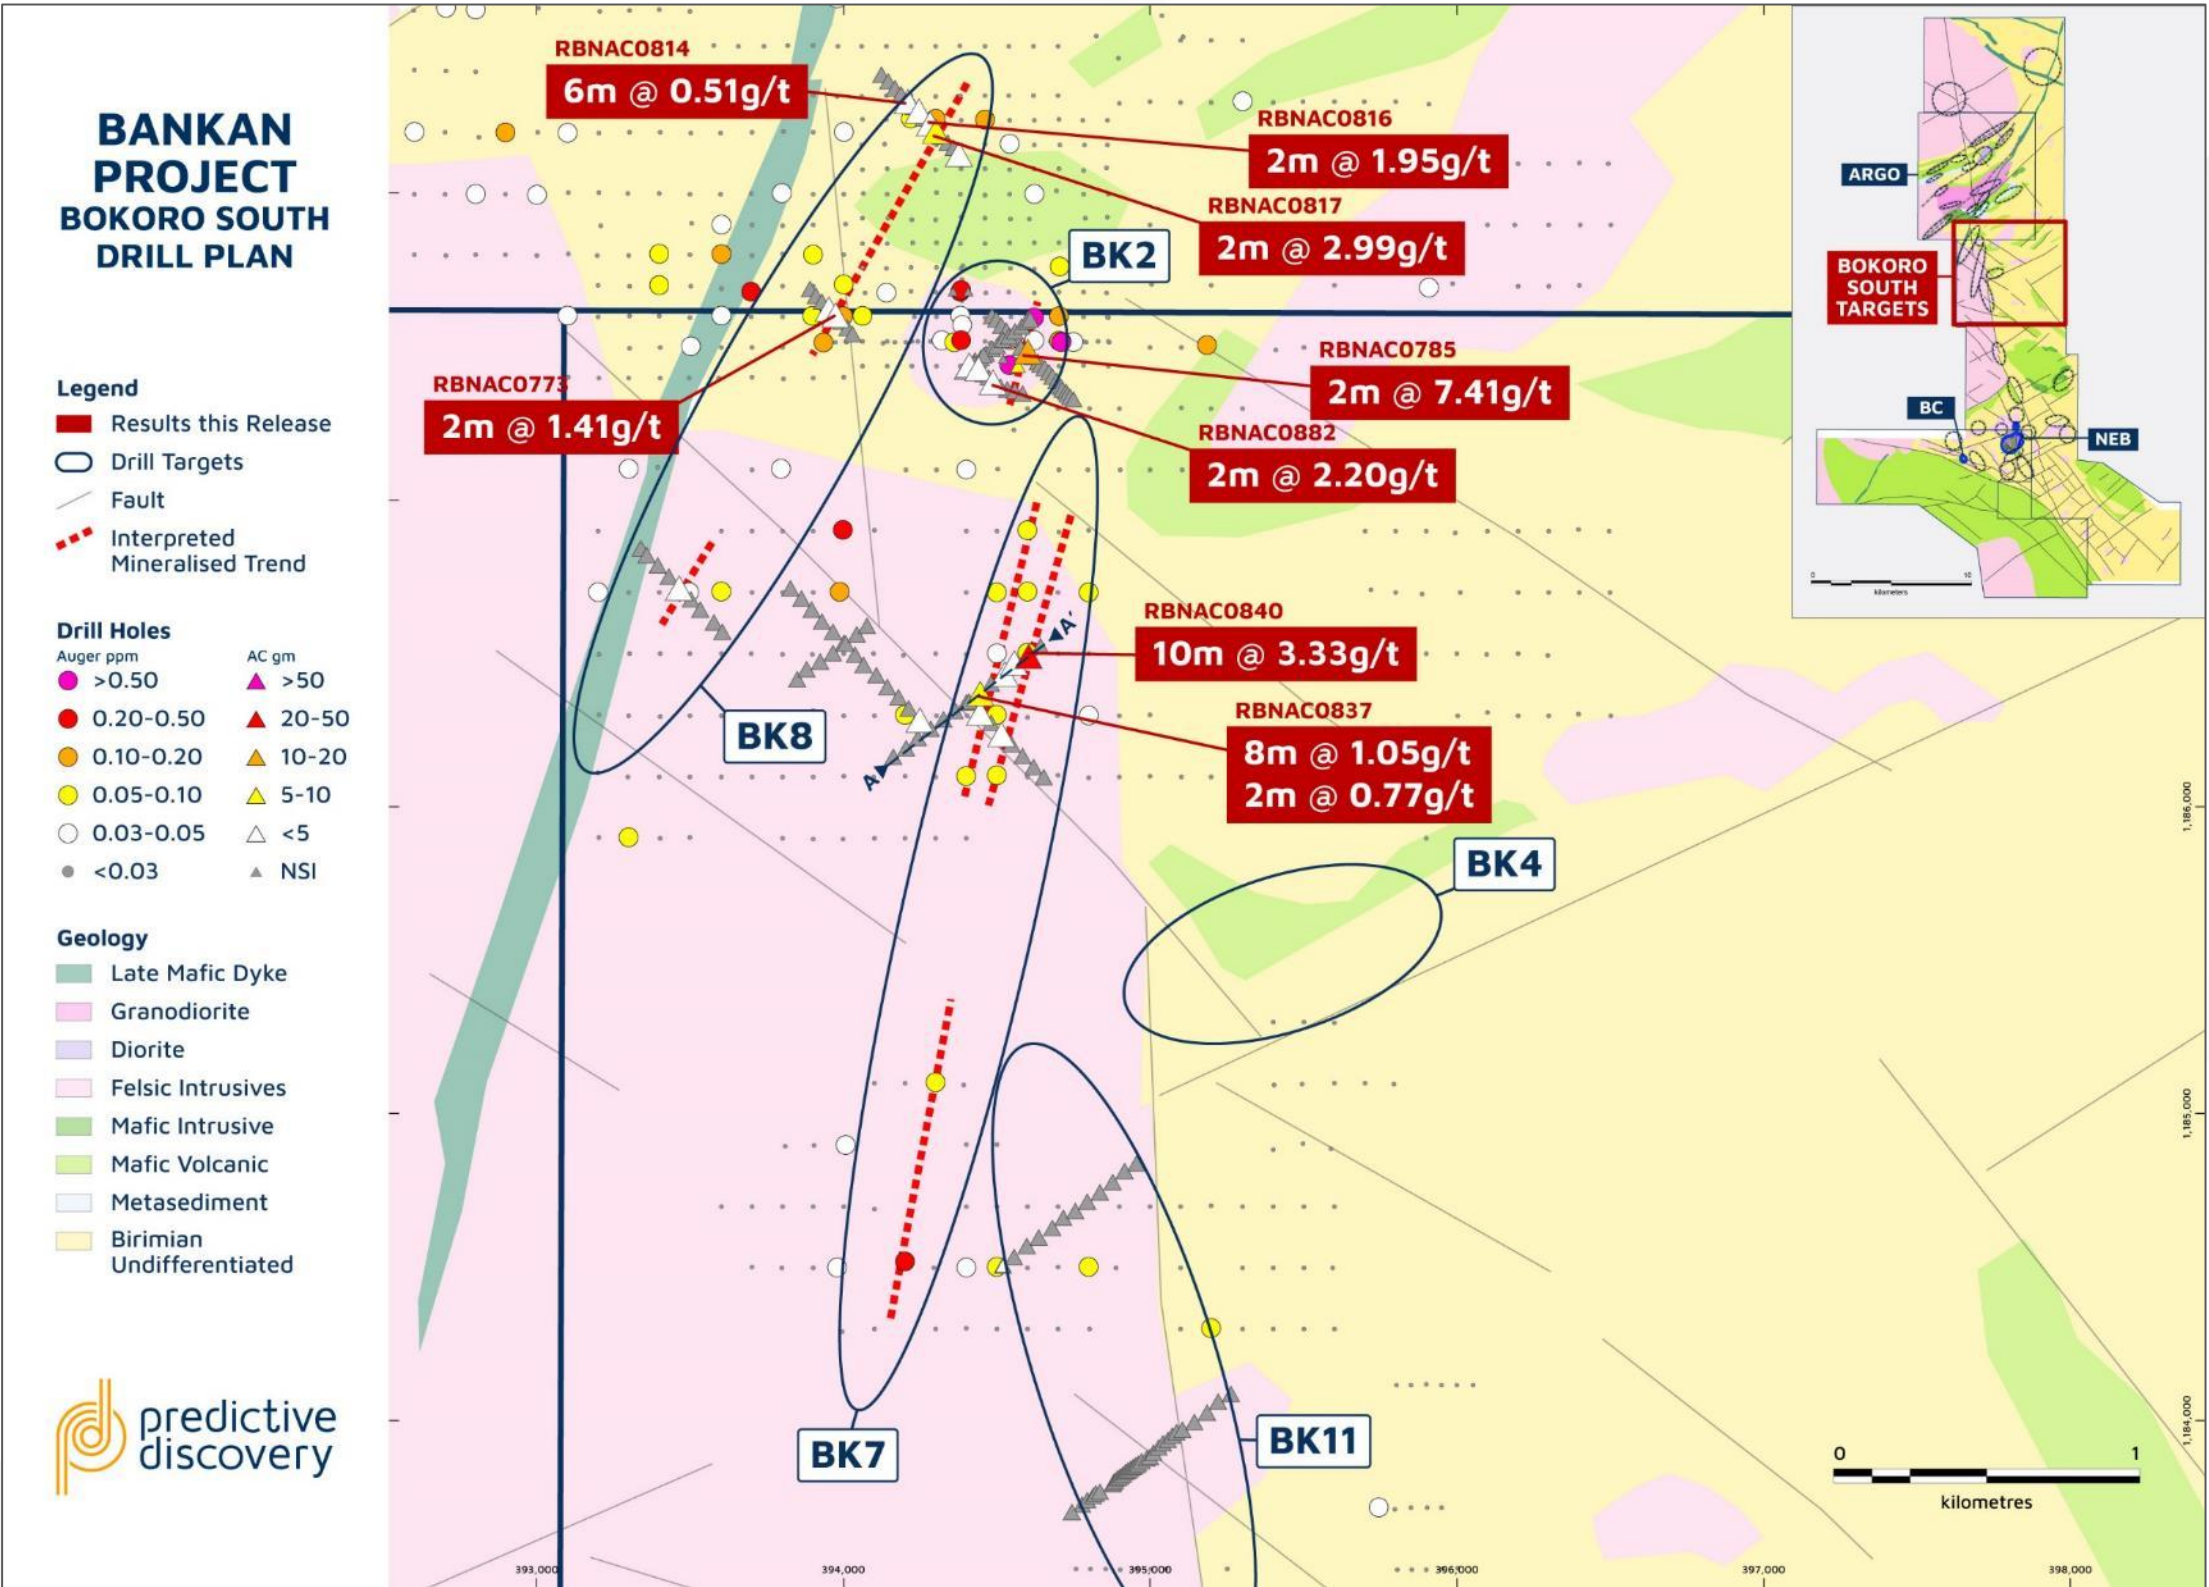 BANKAN
PROJECT
BOKORO SOUTH
DRILL PLAN
Legend
Results this Release
Drill Targets
Fault
Interpreted
Mineralised Trend
Drill Holes
Auger ppm AC gm
>0.50 >50
0.20-0.50 20-50
0.10-0.20 10-20
0.05-0.10 5-10
0.03-0.05 <5
<0.03 NSI
Geology
Late Mafic Dyke
Granodiorite
Diorite
Felsic Intrusives
Mafic Intrusive
Mafic Volcanic
Metasediment
Birimian
Undifferentiated
predictive
discovery
RBNAC0814
6m @ 0.51g/t
RBNAC0816
2m @ 1.95g/t
RBNAC0817
2m @ 2.99g/t
BK2
RBNAC0785
2m @ 7.41g/t
RBNAC0773
2m @ 1.41g/t
RBNAC0882
2m @ 2.20g/t
RBNAC0840
10m @ 3.33g/t
A'
RBNAC0837
8m @ 1.05g/t
2m @ 0.77g/t
A
BK8
BK4
BK7
BK11
ARGO
BOKORO
SOUTH
TARGETS
BC
NEB
0 10
kilometers
1,186,000
1,185,000
1,184,000
0 1
kilometres
393,000 394,000 395,000 396,000 397,000 398,000